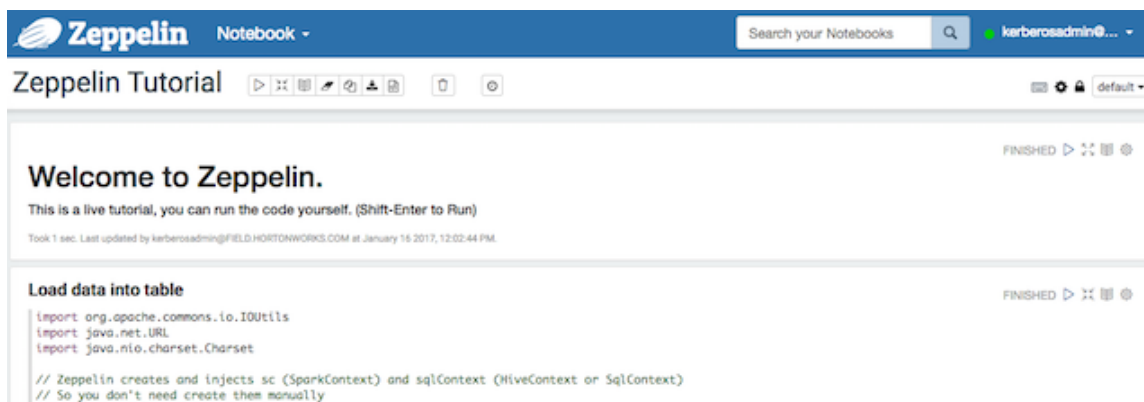 Zeppelin Notebook Search your Notebooks kerberosadmin@...
Zeppelin Tutorial default
FINISHED
Welcome to Zeppelin.
This is a live tutorial, you can run the code yourself. (Shift-Enter to Run)
Took 1 sec. Last updated by kerberosadmin@FIELD.HORTONWORKS.COM at January 16 2017, 12:02:44 PM.
Load data into table FINISHED
import org.apache.commons.io.IOUtils
import java.net.URL
import java.nio.charset.Charset
// Zeppelin creates and injects sc (SparkContext) and sqlContext (HiveContext or SqlContext)
// So you don't need create them manually